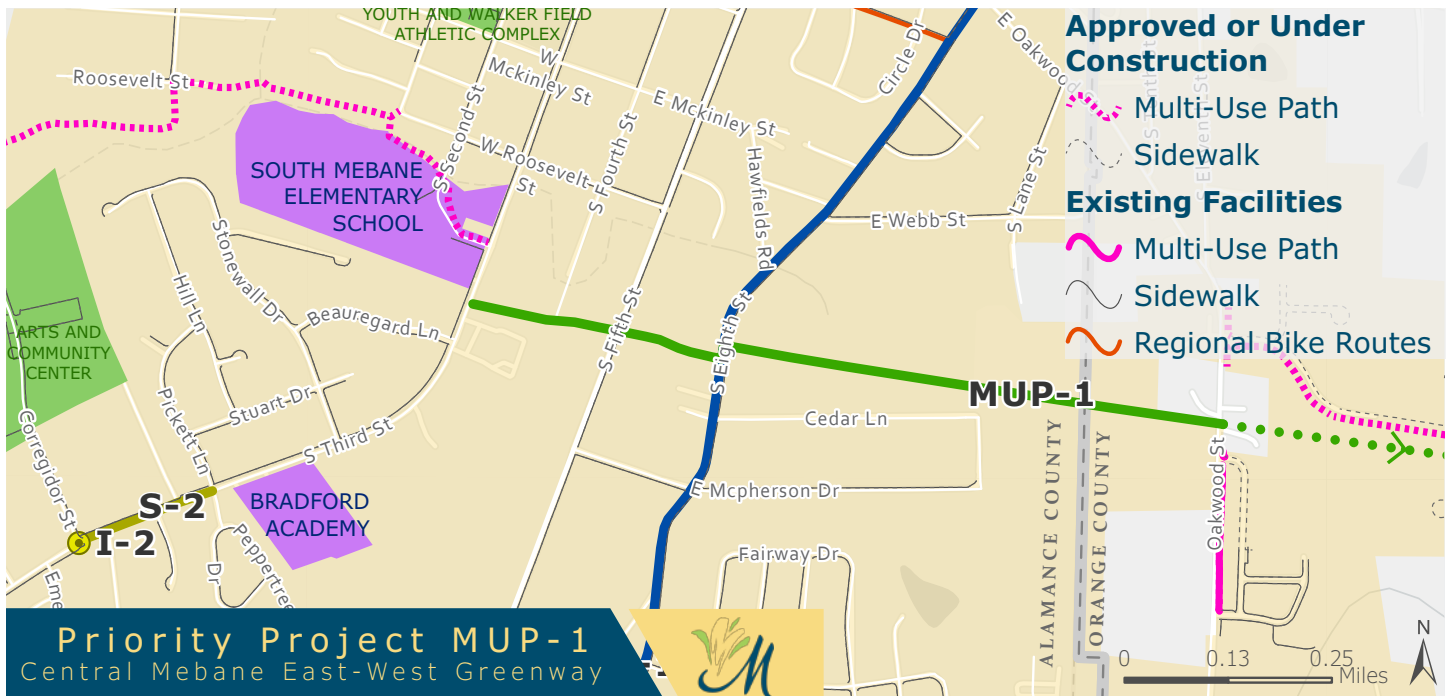 YOUTH AND WALKER FIELD
ATHLETIC COMPLEX
Roosevelt St
W
Mckinley St
E Mckinley St
Circle Dr
E Oakwood
S Second St
W Roosevelt
St
S Fourth St
Hawfields Rd
S Lane St
E Webb St
SOUTH MEBANE
ELEMENTARY
SCHOOL
Stonewall Dr
Hill Ln
Beauregard Ln
S Fifth St
S Eighth St
ARTS AND
COMMUNITY
CENTER
Pickett Ln
Stuart Dr
S Third St
Corregidor St
MUP-1
Cedar Ln
E Mcpherson Dr
Fairway Dr
S-2
I-2
BRADFORD
ACADEMY
Peppertree
Dr
Eme
ALAMANCE COUNTY
ORANGE COUNTY
Oakwood St
S Eleventh St
Approved or Under
Construction
Multi-Use Path
Sidewalk
Existing Facilities
Multi-Use Path
Sidewalk
Regional Bike Routes
Priority Project MUP-1
Central Mebane East-West Greenway
M
N
0 0.13 0.25
Miles